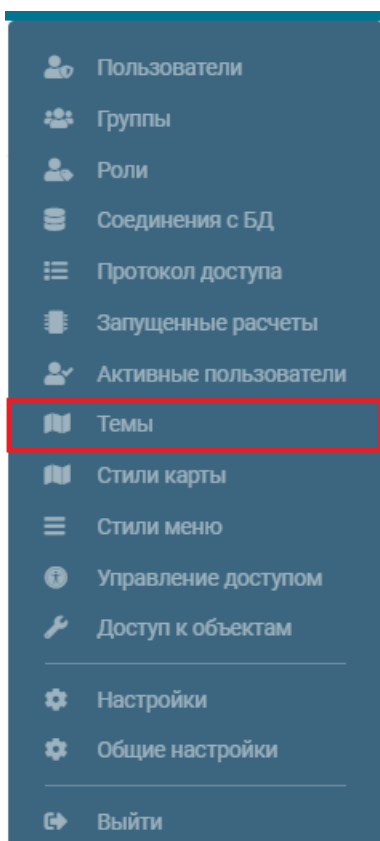 Пользователи
Группы
Роли
Соединения с БД
Протокол доступа
Запущенные расчеты
Активные пользователи
Темы
Стили карты
Стили меню
Управление доступом
Доступ к объектам
Настройки
Общие настройки
Выйти